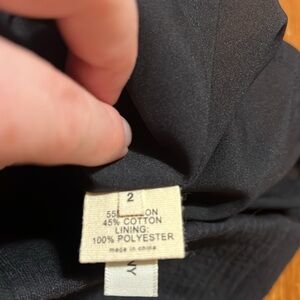 2
45% COTTON
LINING:
100% POLYESTER
made in china